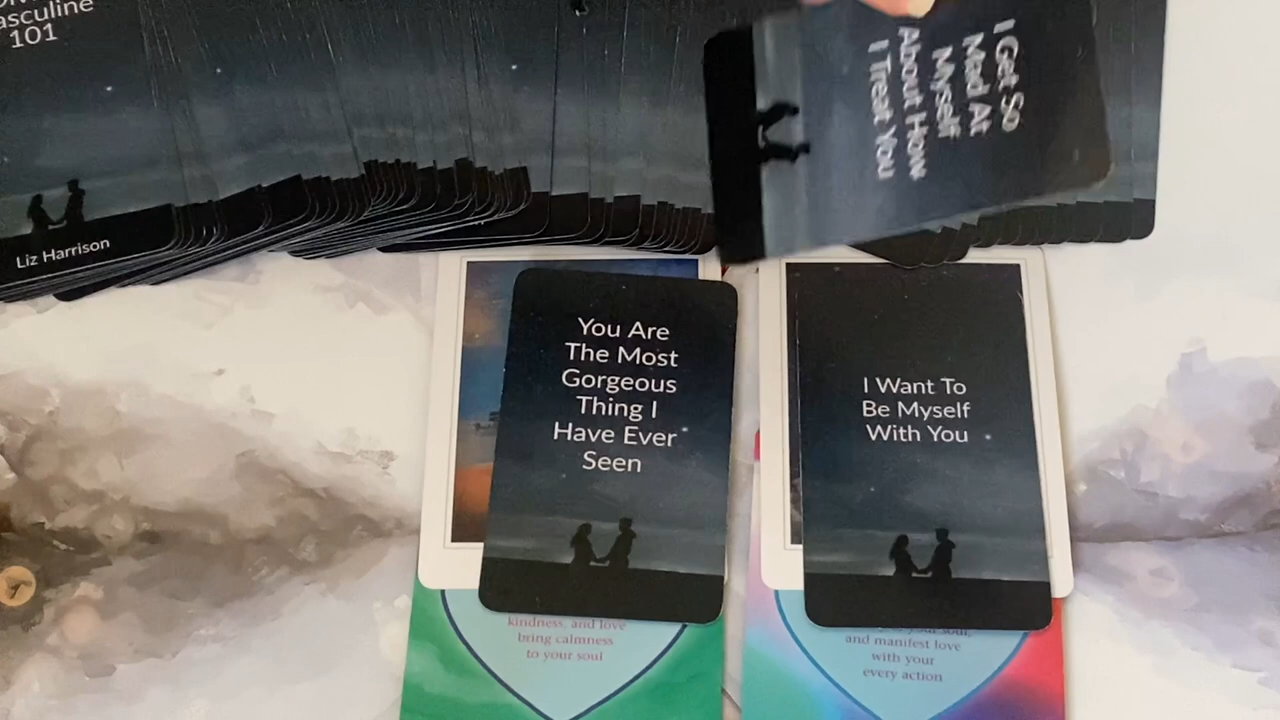 asculine
101
Liz Harrison
I Get So
Mad At
Myself
About How
I Treat You
You Are
The Most
Gorgeous
Thing I
Have Ever
Seen
I Want To
Be Myself
With You
kindness, and love
bring calmness
to your soul
your soul,
and manifest love
with your
every action